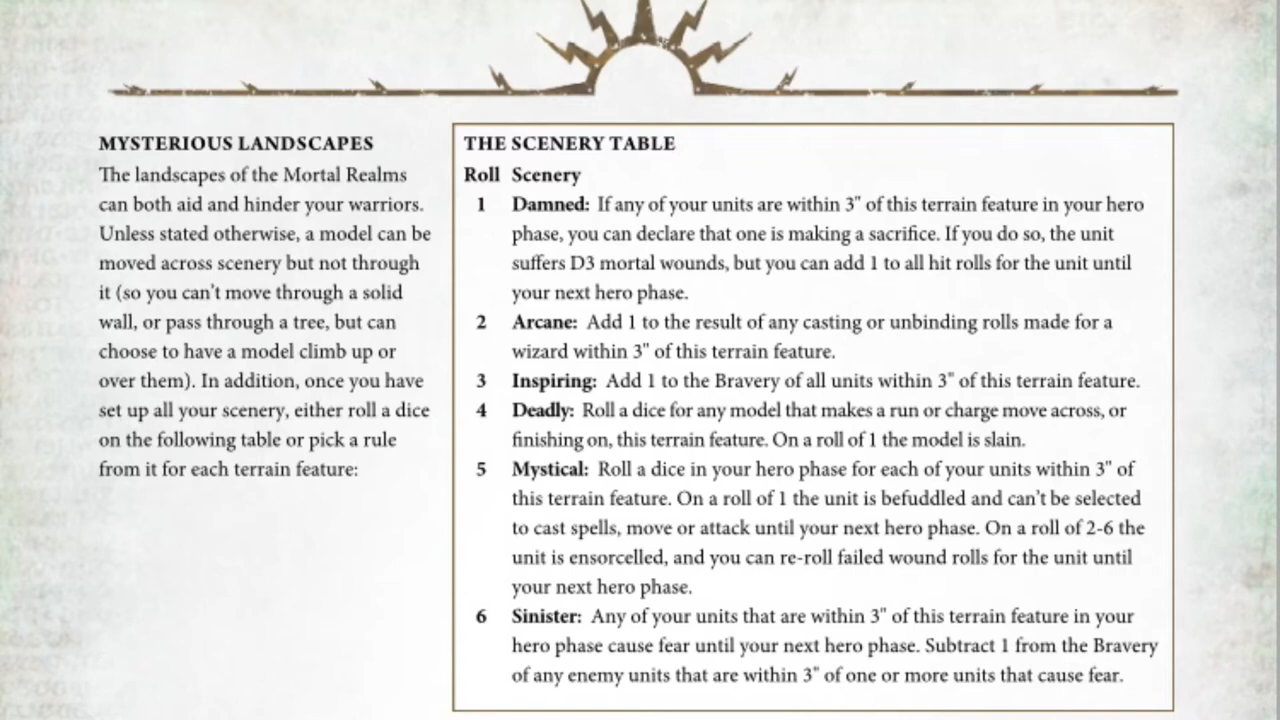 MYSTERIOUS LANDSCAPES
The landscapes of the Mortal Realms
can both aid and hinder your warriors.
Unless stated otherwise, a model can be
moved across scenery but not through
it (so you can't move through a solid
wall, or pass through a tree, but can
choose to have a model climb up or
over them). In addition, once you have
set up all your scenery, either roll a dice
on the following table or pick a rule
from it for each terrain feature:
THE SCENERY TABLE
Roll Scenery
1 Damned: If any of your units are within 3" of this terrain feature in your hero
phase, you can declare that one is making a sacrifice. If you do so, the unit
suffers D3 mortal wounds, but you can add 1 to all hit rolls for the unit until
your next hero phase.
2 Arcane: Add 1 to the result of any casting or unbinding rolls made for a
wizard within 3" of this terrain feature.
3 Inspiring: Add 1 to the Bravery of all units within 3" of this terrain feature.
4 Deadly: Roll a dice for any model that makes a run or charge move across, or
finishing on, this terrain feature. On a roll of 1 the model is slain.
5 Mystical: Roll a dice in your hero phase for each of your units within 3" of
this terrain feature. On a roll of 1 the unit is befuddled and can't be selected
to cast spells, move or attack until your next hero phase. On a roll of 2-6 the
unit is ensorcelled, and you can re-roll failed wound rolls for the unit until
your next hero phase.
6 Sinister: Any of your units that are within 3" of this terrain feature in your
hero phase cause fear until your next hero phase. Subtract 1 from the Bravery
of any enemy units that are within 3" of one or more units that cause fear.